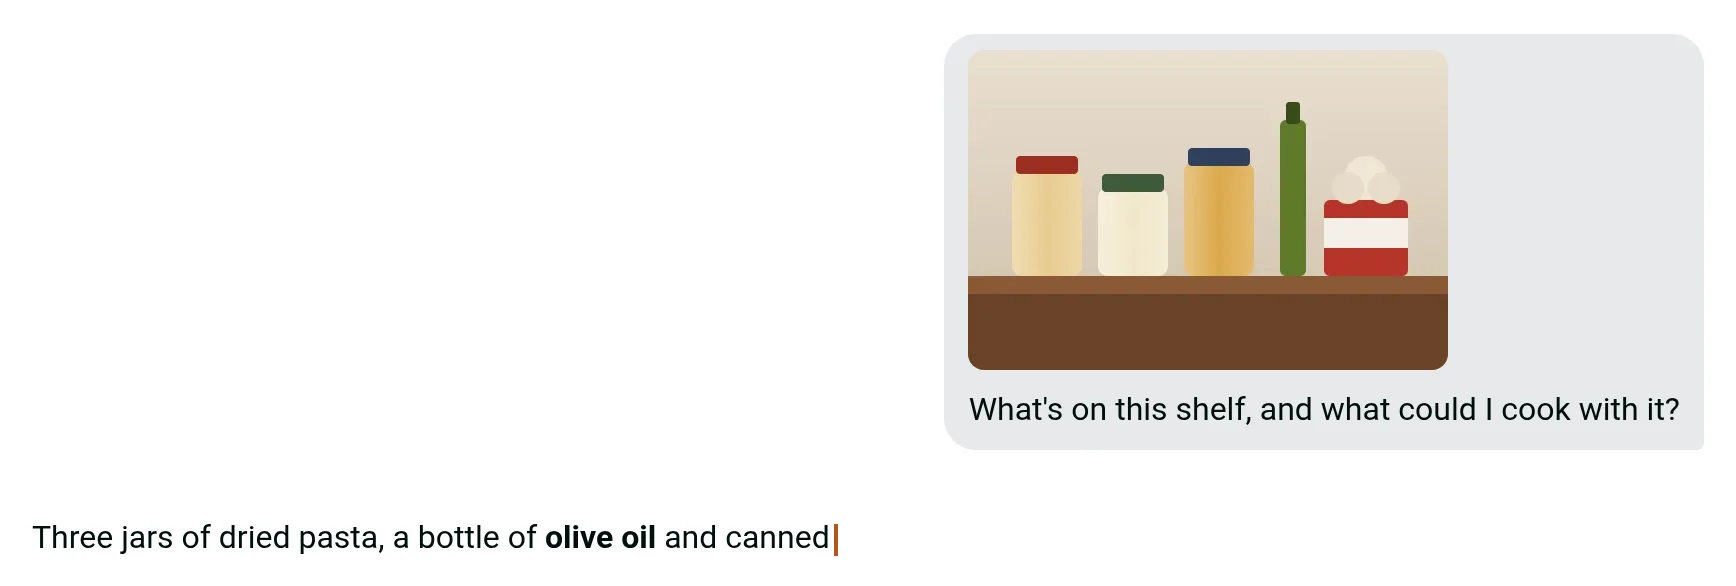 What's on this shelf, and what could I cook with it?
Three jars of dried pasta, a bottle of olive oil and canned